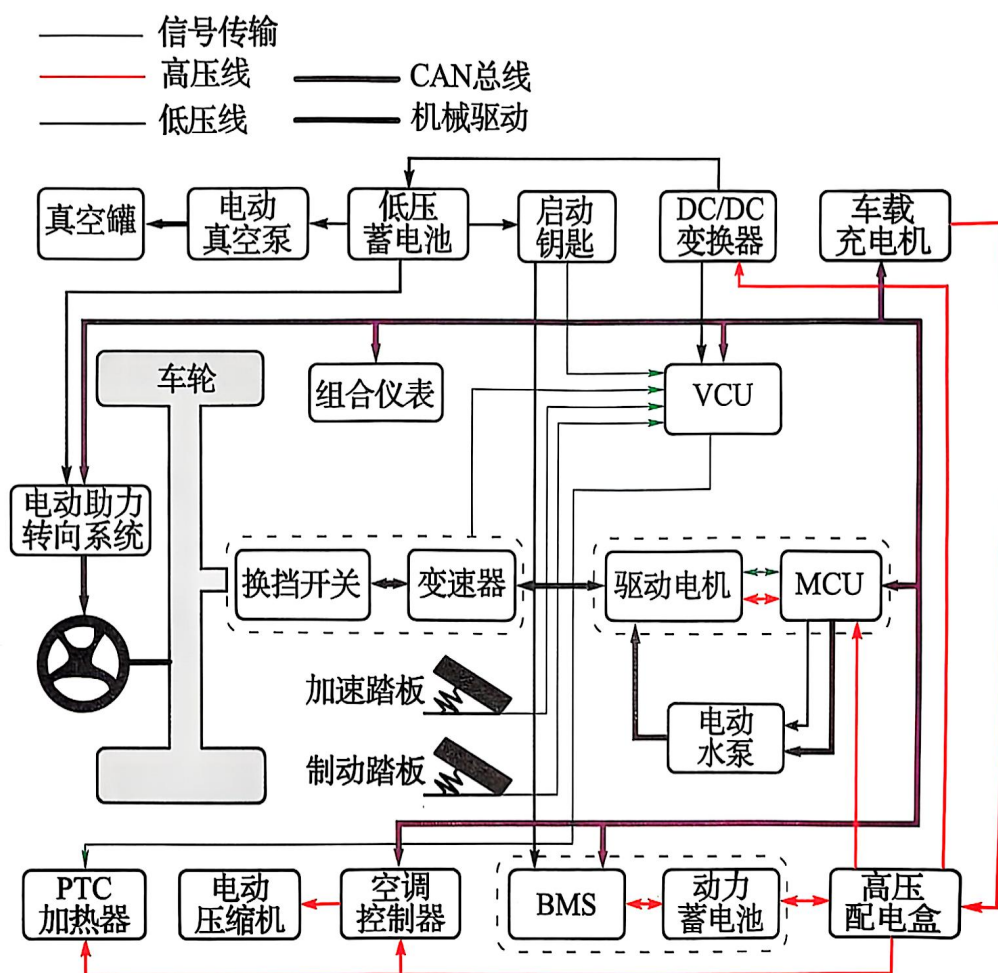 信号传输
高压线
CAN总线
低压线
机械驱动
真空罐
电动
真空泵
低压
蓄电池
启动
钥匙
DC/DC
变换器
车载
充电机
车轮
组合仪表
VCU
电动助力
转向系统
换挡开关
变速器
驱动电机
MCU
加速踏板
电动
水泵
制动踏板
PTC
加热器
电动
压缩机
空调
控制器
BMS
动力
蓄电池
高压
配电盒